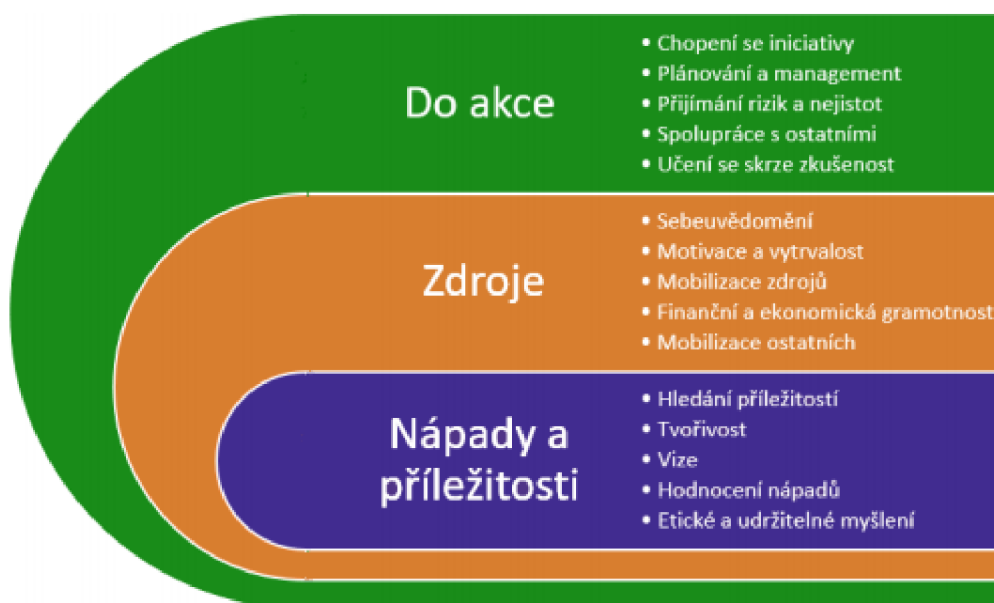 Do akce
• Chopení se iniciativy
• Plánování a management
• Přijímání rizik a nejistot
• Spolupráce s ostatními
• Učení se skrze zkušenost
Zdroje
• Sebeuvědomění
• Motivace a vytrvalost
• Mobilizace zdrojů
• Finanční a ekonomická gramotnost
• Mobilizace ostatních
Nápady a
příležitosti
• Hledání příležitostí
• Tvořivost
• Vize
• Hodnocení nápadů
• Etické a udržitelné myšlení